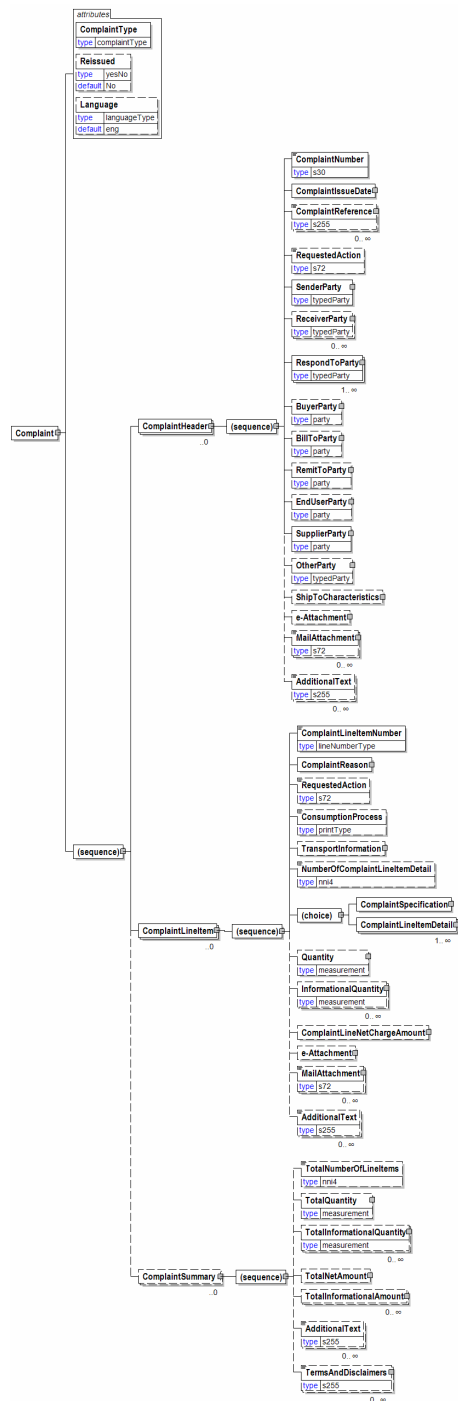 attributes
ComplaintType
type complaintType
Reissued
type yesNo
default No
Language
type languageType
default eng
ComplaintNumber
type s30
ComplaintIssueDate
ComplaintReference
type s255
0.. ∞
RequestedAction
type s72
SenderParty
type typedParty
ReceiverParty
type typedParty
0.. ∞
RespondToParty
type typedParty
1.. ∞
BuyerParty
type party
BillToParty
type party
RemitToParty
type party
EndUserParty
type party
SupplierParty
type party
OtherParty
type typedParty
ShipToCharacteristics
e-Attachment
MailAttachment
type s72
0.. ∞
AdditionalText
type s255
0.. ∞
ComplaintHeader
..0
(sequence)
Complaint
(sequence)
ComplaintLineItemNumber
type lineNumberType
ComplaintReason
RequestedAction
type s72
ConsumptionProcess
type printType
TransportInformation
NumberOfComplaintLineItemDetail
type nni4
(choice)
ComplaintSpecification
ComplaintLineItemDetail
1.. ∞
ComplaintLineItem
..0
(sequence)
Quantity
type measurement
InformationalQuantity
type measurement
0.. ∞
ComplaintLineNetChargeAmount
e-Attachment
MailAttachment
type s72
0.. ∞
AdditionalText
type s255
0.. ∞
TotalNumberOfLineItems
type nni4
TotalQuantity
type measurement
TotalInformationalQuantity
type measurement
0.. ∞
ComplaintSummary
..0
(sequence)
TotalNetAmount
TotalInformationalAmount
0.. ∞
AdditionalText
type s255
0.. ∞
TermsAndDisclaimers
type s255
0.. ∞